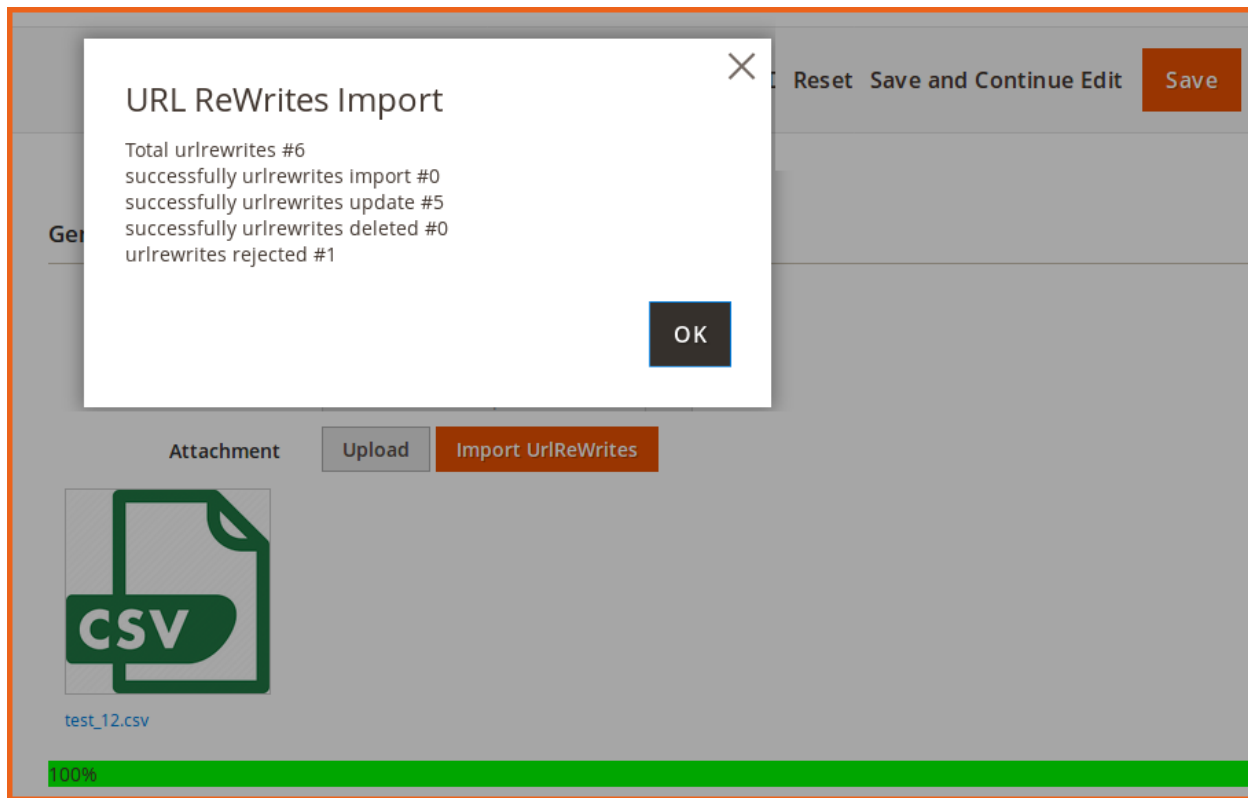 URL ReWrites Import
Reset Save and Continue Edit Save
Total urlrewrites #6
successfully urlrewrites import #0
successfully urlrewrites update #5
successfully urlrewrites deleted #0
urlrewrites rejected #1
OK
Attachment Upload Import UrlReWrites
CSV
test_12.csv
100%